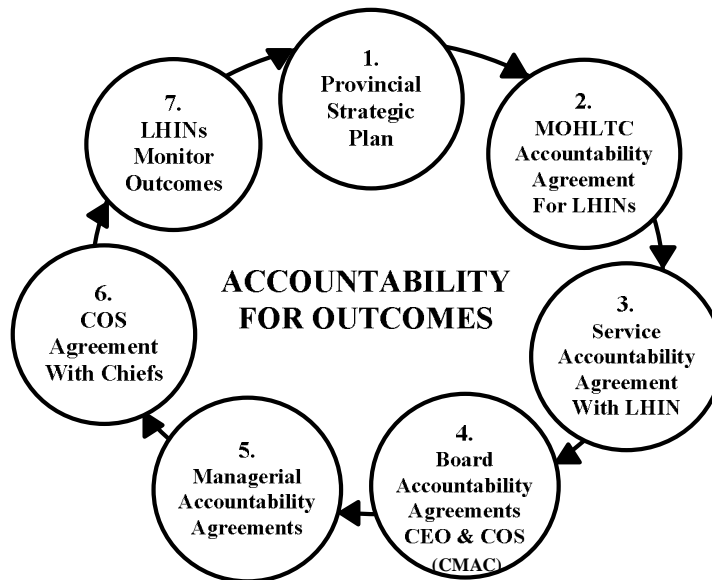 1.
Provincial
Strategic
Plan
2.
MOHLTC
Accountability
Agreement
For LHINs
3.
Service
Accountability
Agreement
With LHIN
4.
Board
Accountability
Agreements
CEO & COS
(CMAC)
5.
Managerial
Accountability
Agreements
6.
COS
Agreement
With Chiefs
7.
LHINs
Monitor
Outcomes
ACCOUNTABILITY
FOR OUTCOMES